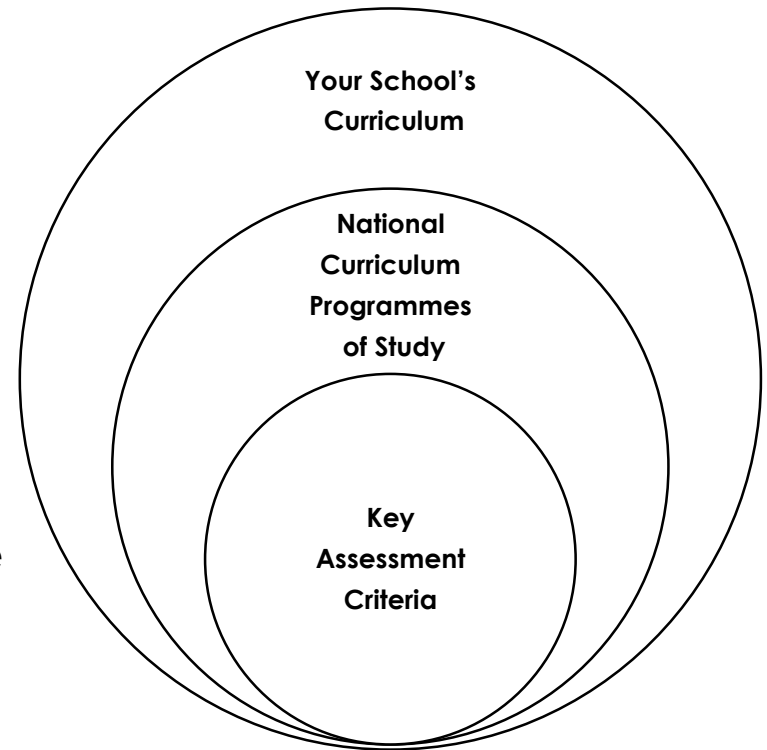 Your School’s
Curriculum
National
Curriculum
Programmes
of Study
Key
Assessment
Criteria